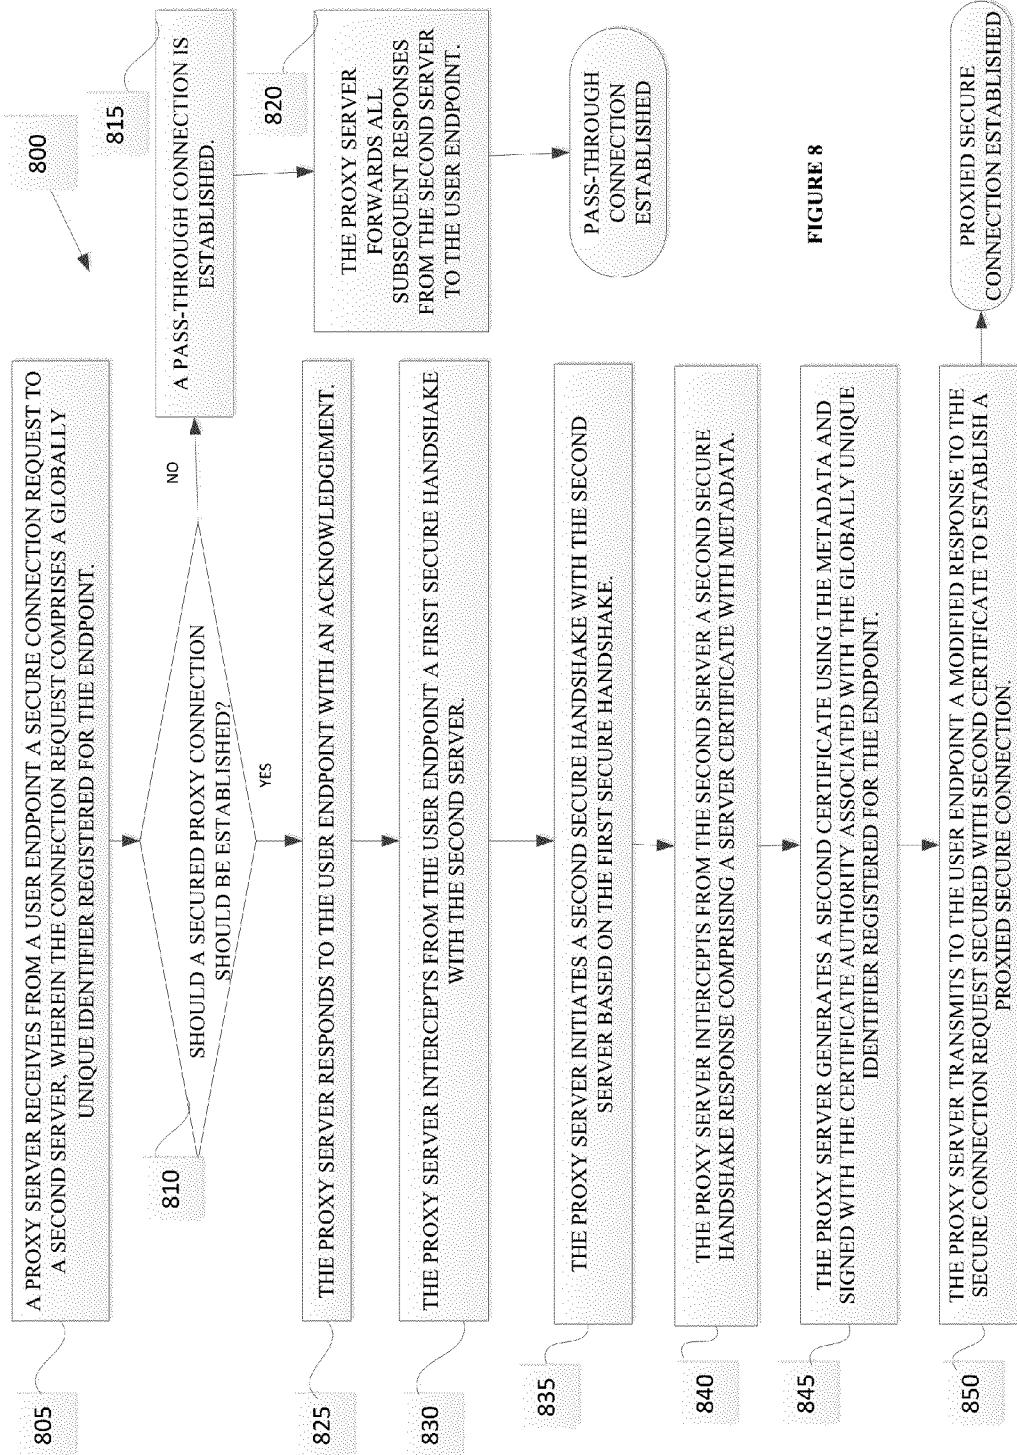 800
805
A PROXY SERVER RECEIVES FROM A USER ENDPOINT A SECURE CONNECTION REQUEST TO
A SECOND SERVER, WHEREIN THE CONNECTION REQUEST COMPRISES A GLOBALLY
UNIQUE IDENTIFIER REGISTERED FOR THE ENDPOINT.
810
SHOULD A SECURED PROXY CONNECTION
SHOULD BE ESTABLISHED?
NO
YES
815
A PASS-THROUGH CONNECTION IS
ESTABLISHED.
820
THE PROXY SERVER
FORWARDS ALL
SUBSEQUENT RESPONSES
FROM THE SECOND SERVER
TO THE USER ENDPOINT.
PASS-THROUGH
CONNECTION
ESTABLISHED
825
THE PROXY SERVER RESPONDS TO THE USER ENDPOINT WITH AN ACKNOWLEDGEMENT.
830
THE PROXY SERVER INTERCEPTS FROM THE USER ENDPOINT A FIRST SECURE HANDSHAKE
WITH THE SECOND SERVER.
835
THE PROXY SERVER INITIATES A SECOND SECURE HANDSHAKE WITH THE SECOND
SERVER BASED ON THE FIRST SECURE HANDSHAKE.
840
THE PROXY SERVER INTERCEPTS FROM THE SECOND SERVER A SECOND SECURE
HANDSHAKE RESPONSE COMPRISING A SERVER CERTIFICATE WITH METADATA.
845
THE PROXY SERVER GENERATES A SECOND CERTIFICATE USING THE METADATA AND
SIGNED WITH THE CERTIFICATE AUTHORITY ASSOCIATED WITH THE GLOBALLY UNIQUE
IDENTIFIER REGISTERED FOR THE ENDPOINT.
850
THE PROXY SERVER TRANSMITS TO THE USER ENDPOINT A MODIFIED RESPONSE TO THE
SECURE CONNECTION REQUEST SECURED WITH SECOND CERTIFICATE TO ESTABLISH A
PROXIED SECURE CONNECTION.
PROXIED SECURE
CONNECTION ESTABLISHED
FIGURE 8